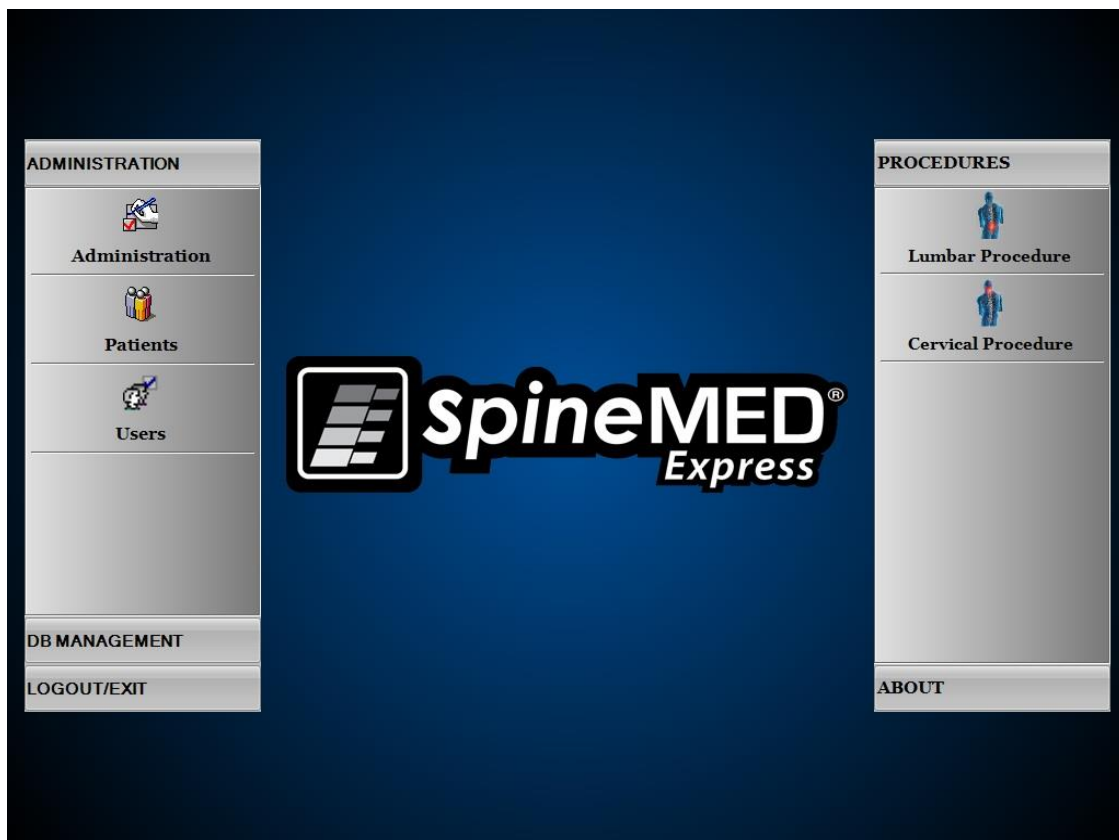 ADMINISTRATION
Administration
Patients
Users
DB MANAGEMENT
LOGOUT/EXIT
SpineMED®
Express
PROCEDURES
Lumbar Procedure
Cervical Procedure
ABOUT